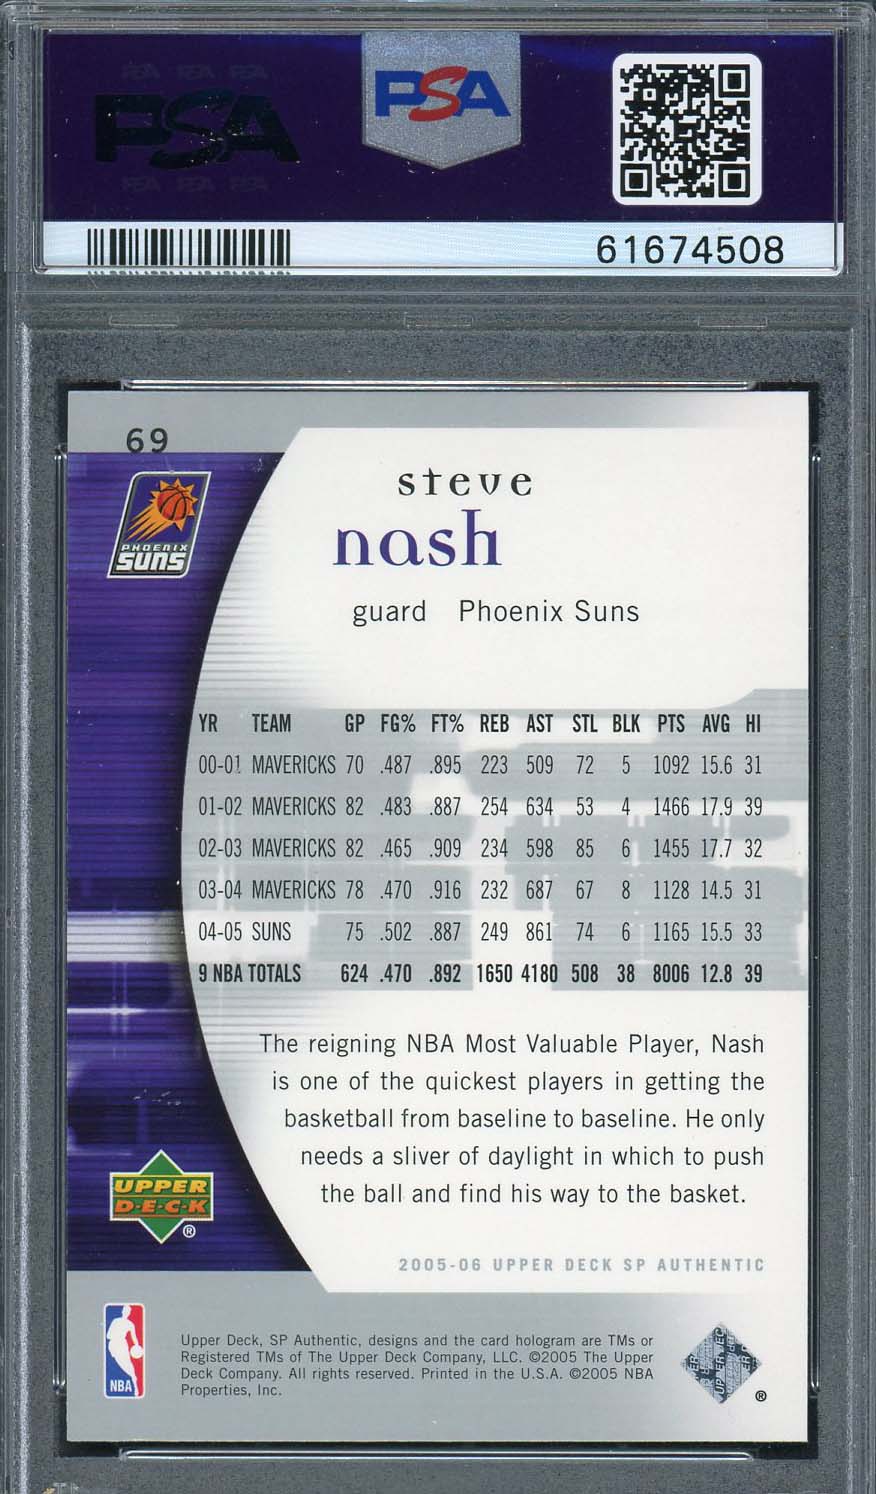 PSA PSA PSA
PSA
PSA PSA PSA
PSA
61674508
69
PHOENIX
SUNS
steve
nash
guard Phoenix Suns
YR TEAM GP FG% FT% REB AST STL BLK PTS AVG HI
00-01 MAVERICKS 70 .487 .895 223 509 72 5 1092 15.6 31
01-02 MAVERICKS 82 .483 .887 254 634 53 4 1466 17.9 39
02-03 MAVERICKS 82 .465 .909 234 598 85 6 1455 17.7 32
03-04 MAVERICKS 78 .470 .916 232 687 67 8 1128 14.5 31
04-05 SUNS 75 .502 .887 249 861 74 6 1165 15.5 33
9 NBA TOTALS 624 .470 .892 1650 4180 508 38 8006 12.8 39
The reigning NBA Most Valuable Player, Nash
is one of the quickest players in getting the
basketball from baseline to baseline. He only
needs a sliver of daylight in which to push
the ball and find his way to the basket.
UPPER
D·E·C·K
®
2005-06 UPPER DECK SP AUTHENTIC
NBA
Upper Deck, SP Authentic, designs and the card hologram are TMs or
Registered TMs of The Upper Deck Company, LLC. ©2005 The Upper
Deck Company. All rights reserved. Printed in the U.S.A. ©2005 NBA
Properties, Inc.
®